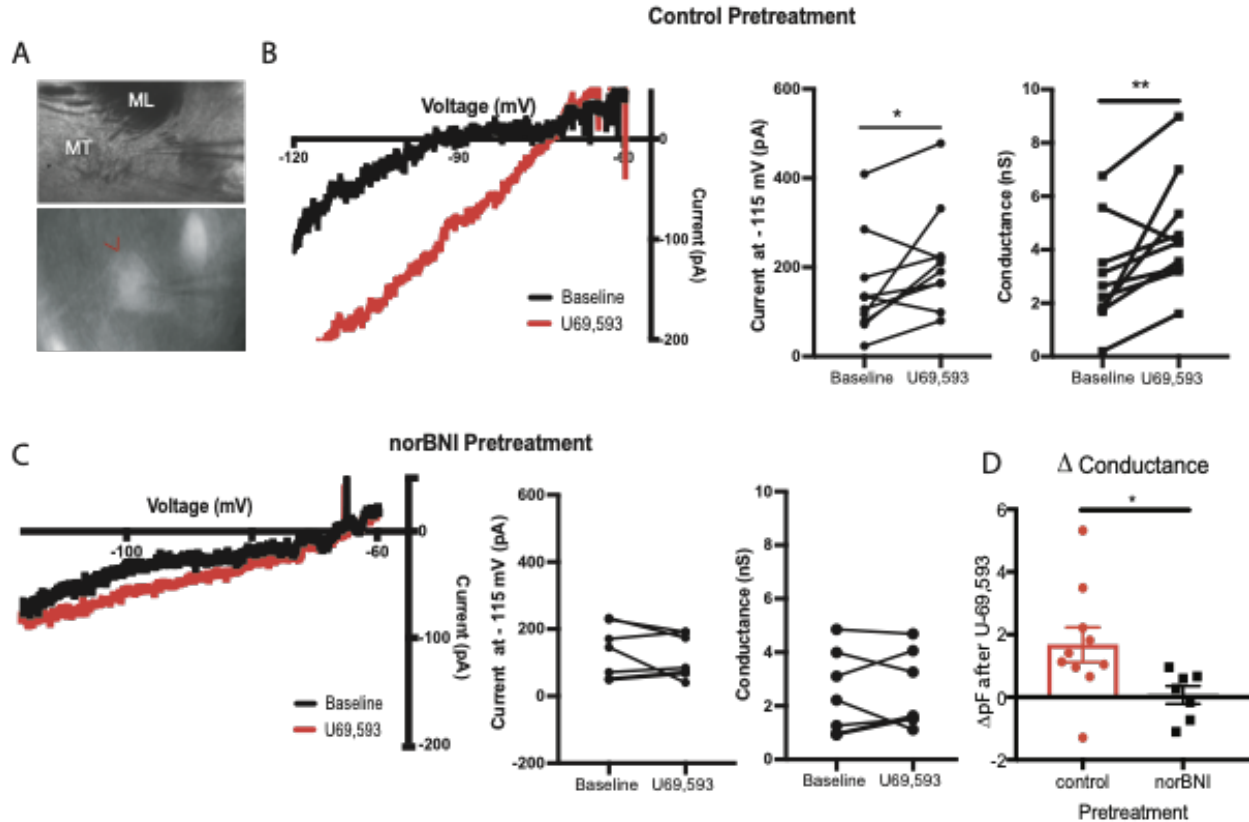 Control Pretreatment
A
ML
MT
B
Voltage (mV)
-120
-90
-60
0
-100
-200
Current (pA)
Baseline
U69,593
600
400
200
0
Current at - 115 mV (pA)
*
Baseline U69,593
10
8
6
4
2
0
Conductance (nS)
**
Baseline U69,593
norBNI Pretreatment
C
Voltage (mV)
-100
-60
0
-100
-200
Current (pA)
Baseline
U69,593
600
400
200
0
-200
Current at - 115 mV (pA)
Baseline U69,593
10
8
6
4
2
0
Conductance (nS)
Baseline U69,593
D
Δ Conductance
*
6
4
2
0
-2
ΔpF after U-69,593
control norBNI
Pretreatment